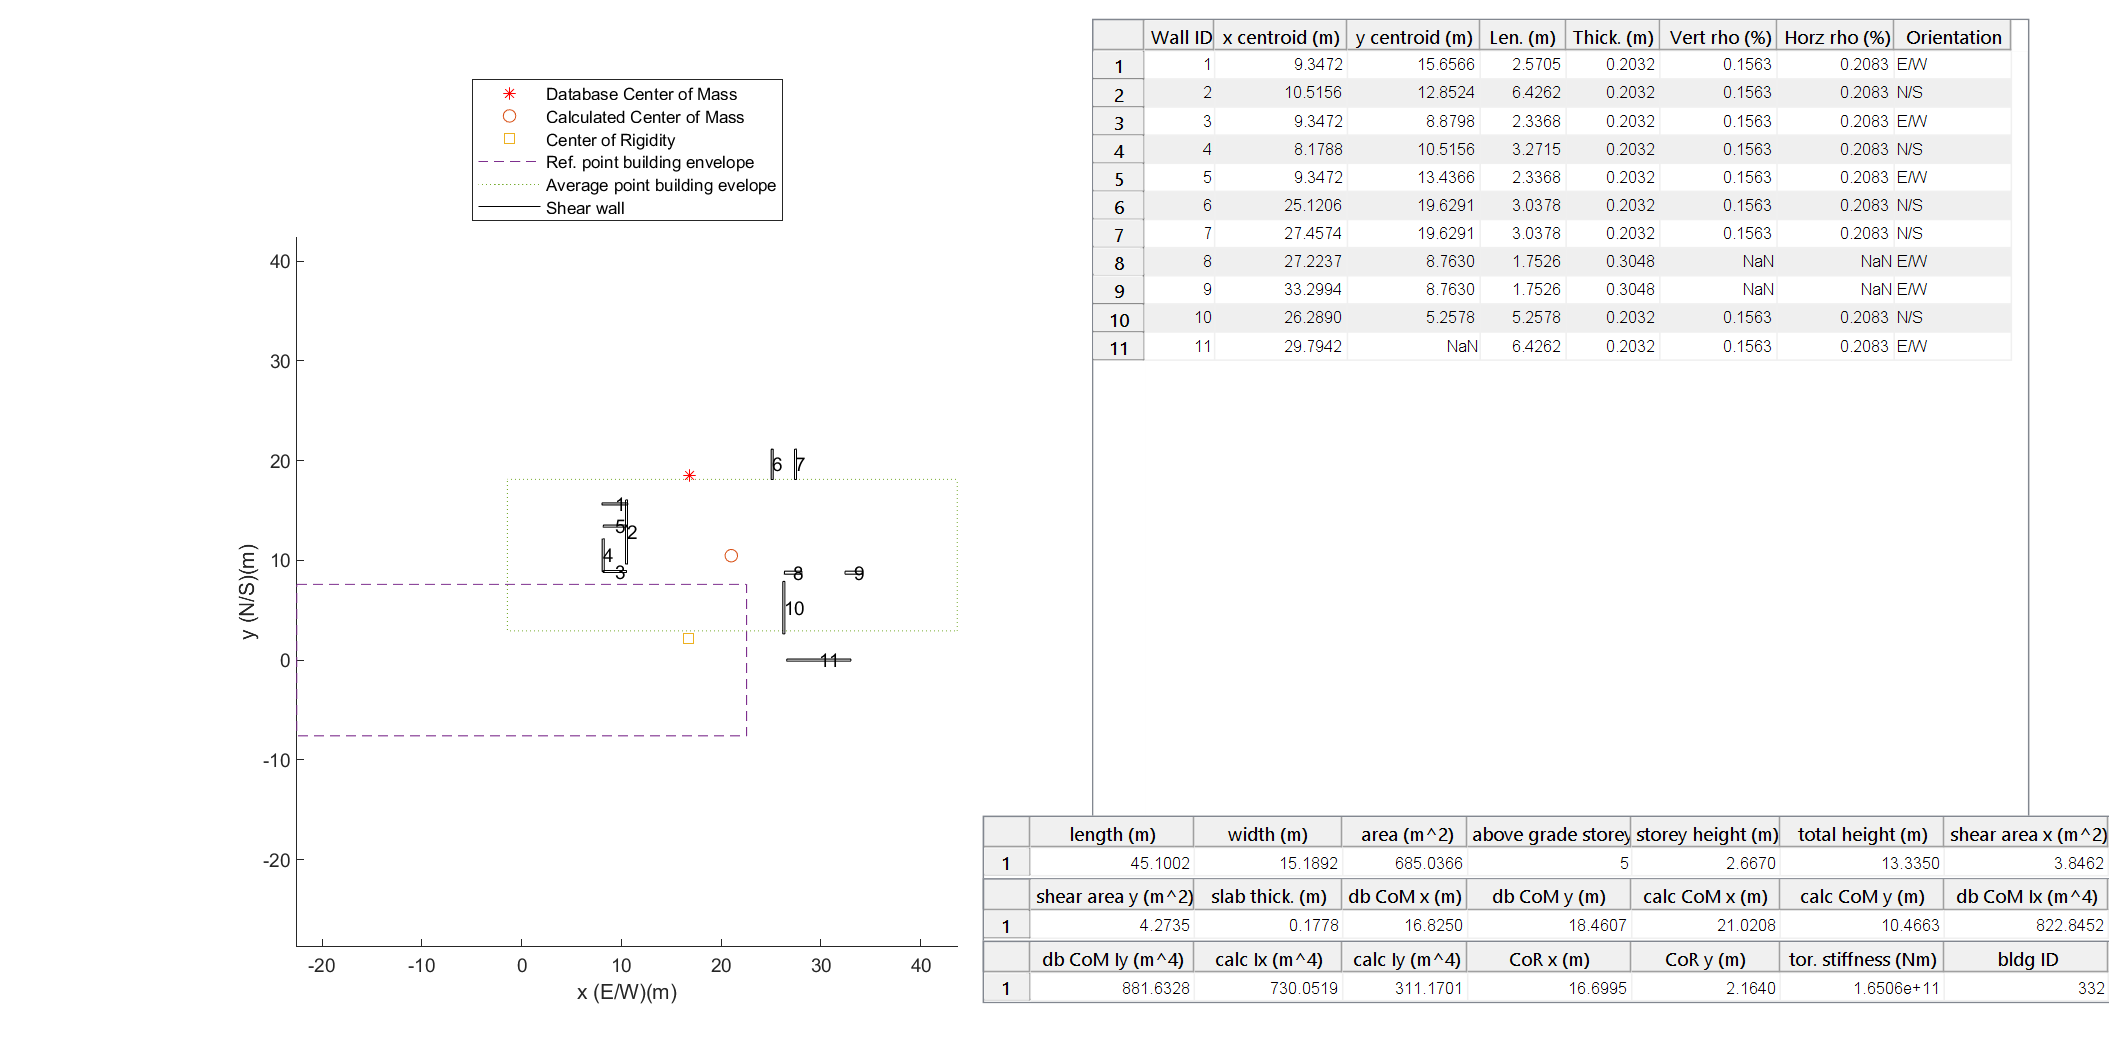 Database Center of Mass
Calculated Center of Mass
Center of Rigidity
Ref. point building envelope
Average point building evelope
Shear wall
40
30
20
10
0
-10
-20
y (N/S)(m)
-20 -10 0 10 20 30 40
x (E/W)(m)
6 7
1
5 2
4
3
8 9
10
11
Wall ID x centroid (m) y centroid (m) Len. (m) Thick. (m) Vert rho (%) Horz rho (%) Orientation
1 1 9.3472 15.6566 2.5705 0.2032 0.1563 0.2083 E/W
2 2 10.5156 12.8524 6.4262 0.2032 0.1563 0.2083 N/S
3 3 9.3472 8.8798 2.3368 0.2032 0.1563 0.2083 E/W
4 4 8.1788 10.5156 3.2715 0.2032 0.1563 0.2083 N/S
5 5 9.3472 13.4366 2.3368 0.2032 0.1563 0.2083 E/W
6 6 25.1206 19.6291 3.0378 0.2032 0.1563 0.2083 N/S
7 7 27.4574 19.6291 3.0378 0.2032 0.1563 0.2083 N/S
8 8 27.2237 8.7630 1.7526 0.3048 NaN NaN E/W
9 9 33.2994 8.7630 1.7526 0.3048 NaN NaN E/W
10 10 26.2890 5.2578 5.2578 0.2032 0.1563 0.2083 N/S
11 11 29.7942 NaN 6.4262 0.2032 0.1563 0.2083 E/W
length (m) width (m) area (m^2) above grade storey storey height (m) total height (m) shear area x (m^2)
1 45.1002 15.1892 685.0366 5 2.6670 13.3350 3.8462
shear area y (m^2) slab thick. (m) db CoM x (m) db CoM y (m) calc CoM x (m) calc CoM y (m) db CoM Ix (m^4)
1 4.2735 0.1778 16.8250 18.4607 21.0208 10.4663 822.8452
db CoM Iy (m^4) calc Ix (m^4) calc Iy (m^4) CoR x (m) CoR y (m) tor. stiffness (Nm) bldg ID
1 881.6328 730.0519 311.1701 16.6995 2.1640 1.6506e+11 332